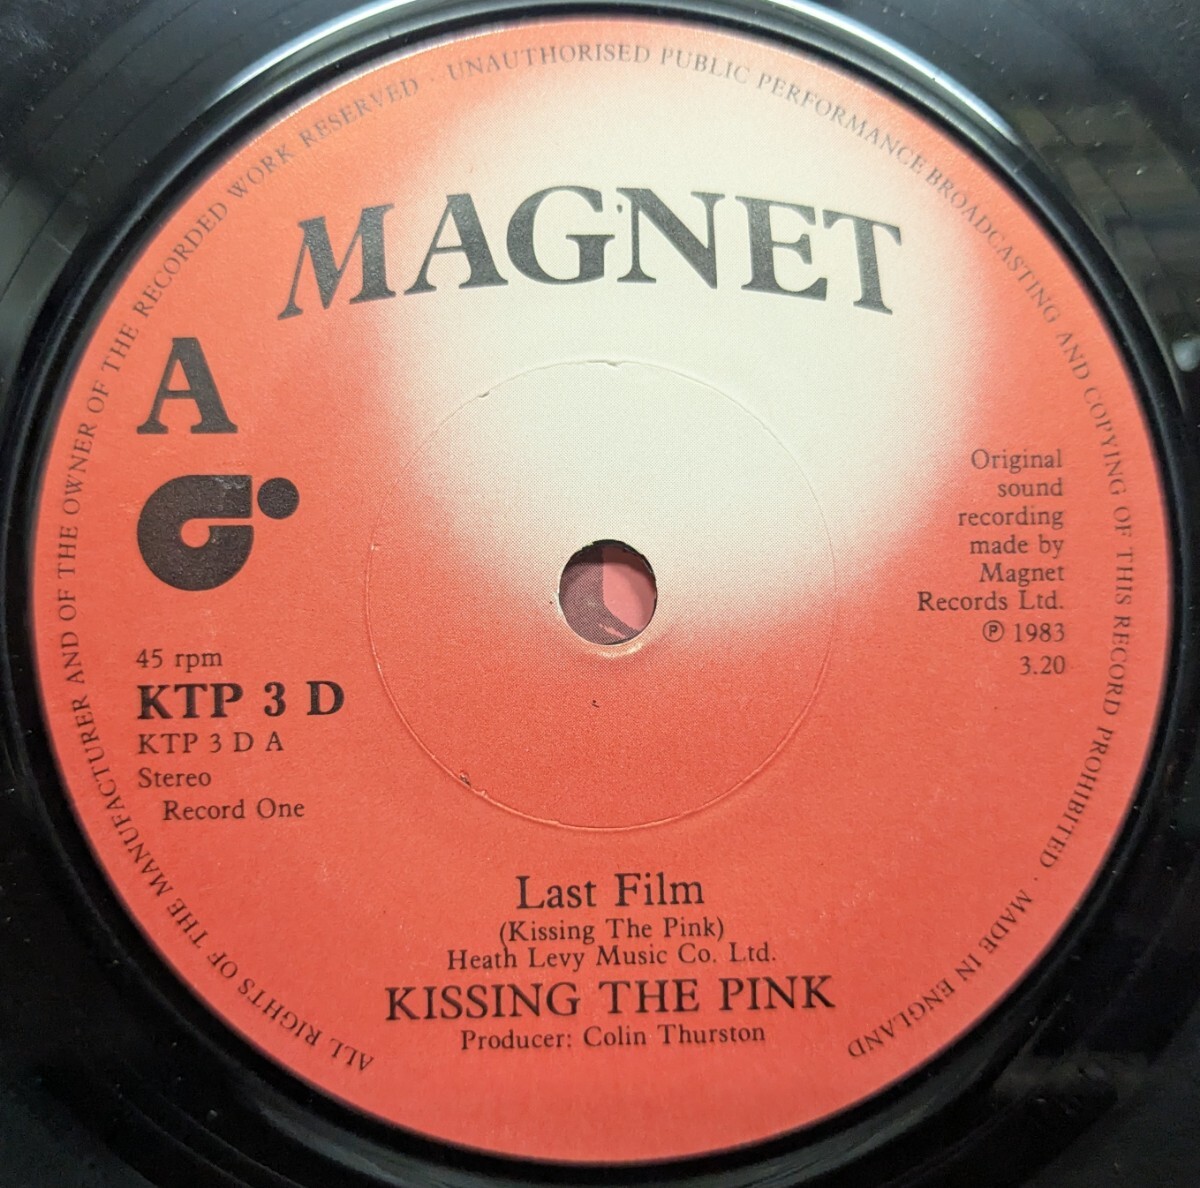 ALL RIGHTS OF THE MANUFACTURER AND OF THE OWNER OF THE RECORDED WORK RESERVED · UNAUTHORISED PUBLIC PERFORMANCE BROADCASTING AND COPYING OF THIS RECORD PROHIBITED · MADE IN ENGLAND
MAGNET
A
Original
sound
recording
made by
Magnet
Records Ltd.
℗ 1983
3.20
45 rpm
KTP 3 D
KTP 3 D A
Stereo
Record One
Last Film
(Kissing The Pink)
Heath Levy Music Co. Ltd.
KISSING THE PINK
Producer: Colin Thurston